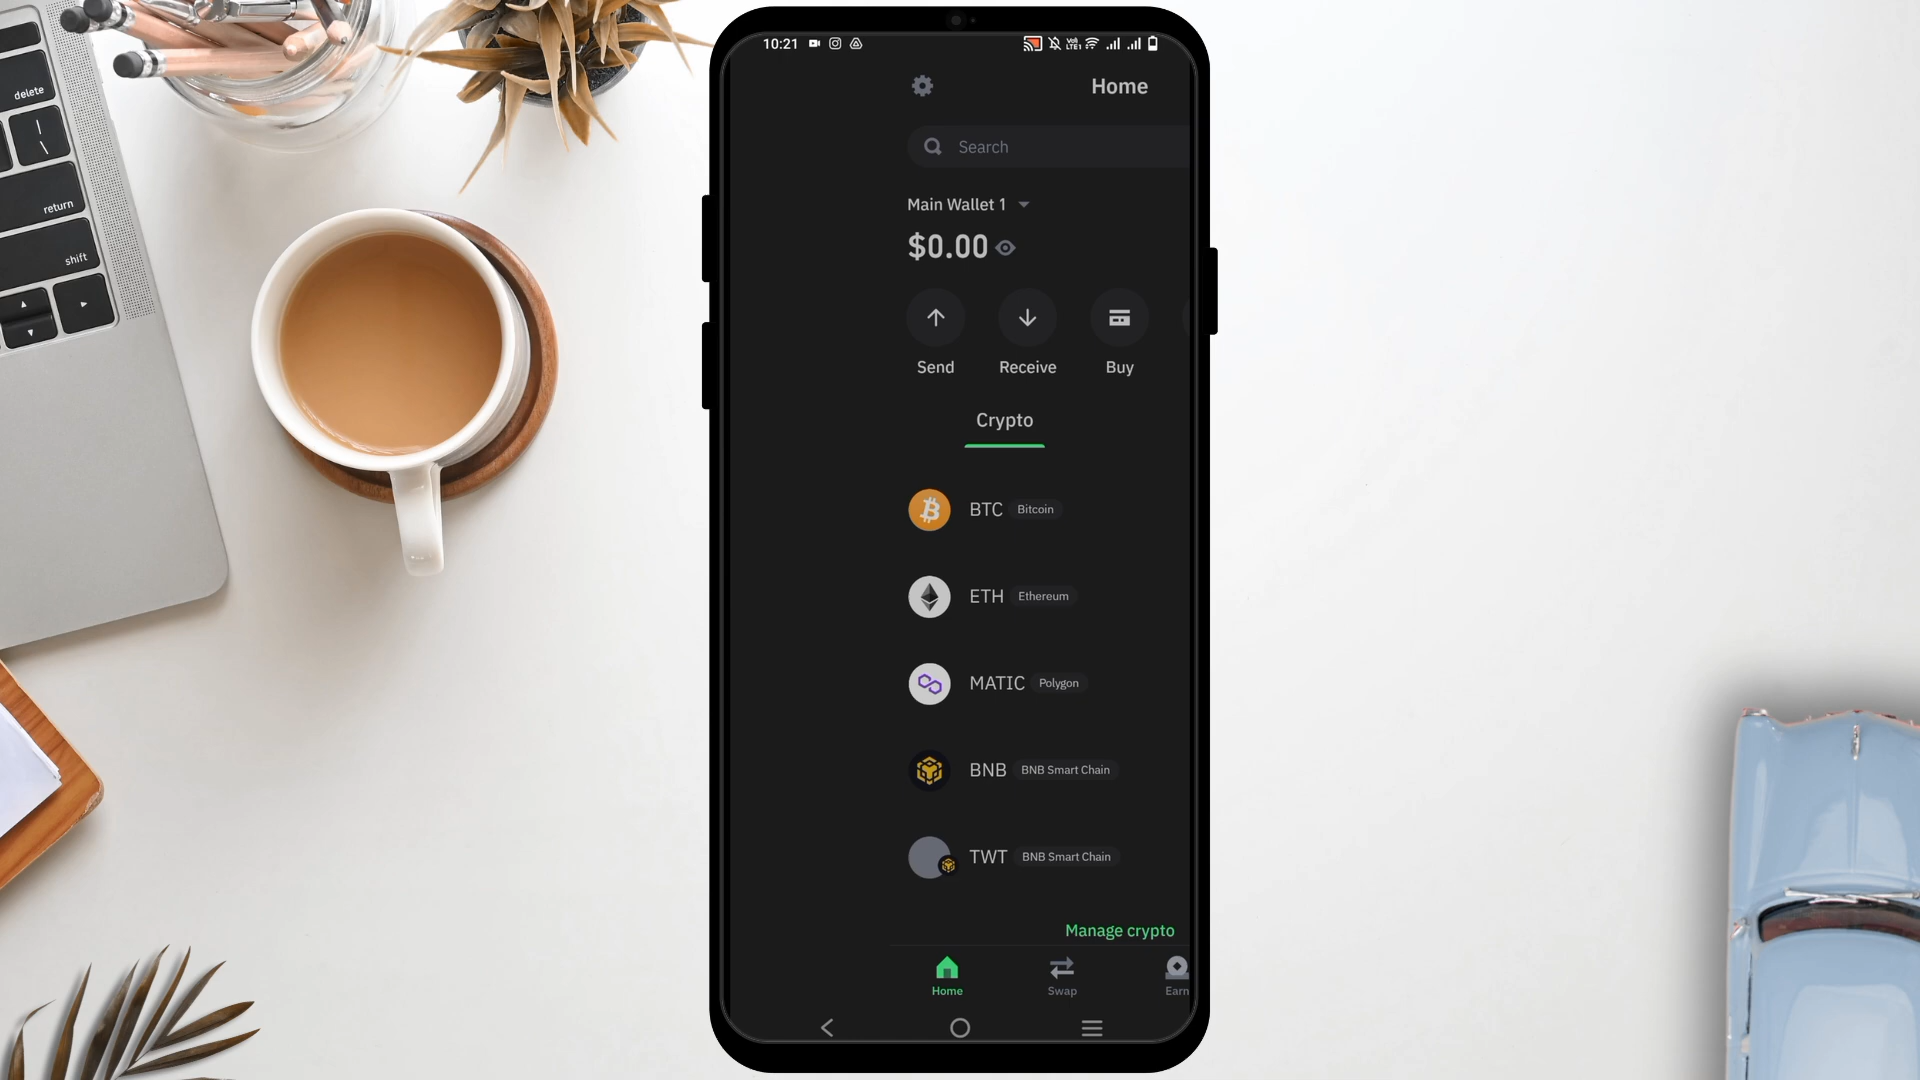 delete
return
shift
10:21
Home
Search
Main Wallet 1
$0.00
Send Receive Buy
Crypto
BTC Bitcoin
ETH Ethereum
MATIC Polygon
BNB BNB Smart Chain
TWT BNB Smart Chain
Manage crypto
Home Swap Earn